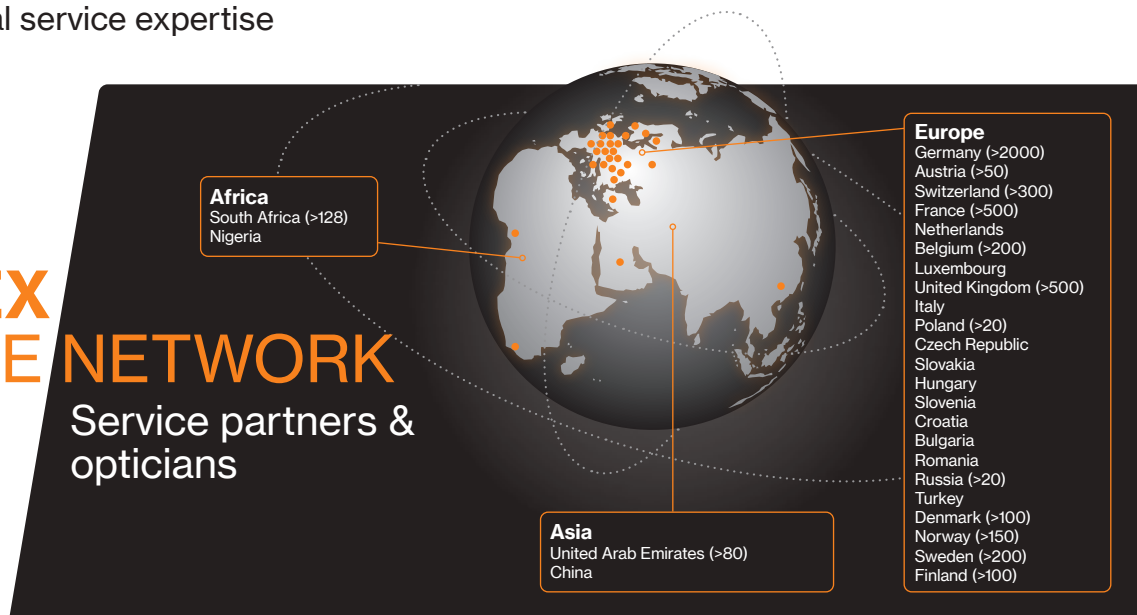 service expertise
Africa
South Africa (>128)
Nigeria
NETWORK
Service partners &
opticians
Asia
United Arab Emirates (>80)
China
Europe
Germany (>2000)
Austria (>50)
Switzerland (>300)
France (>500)
Netherlands
Belgium (>200)
Luxembourg
United Kingdom (>500)
Italy
Poland (>20)
Czech Republic
Slovakia
Hungary
Slovenia
Croatia
Bulgaria
Romania
Russia (>20)
Turkey
Denmark (>100)
Norway (>150)
Sweden (>200)
Finland (>100)